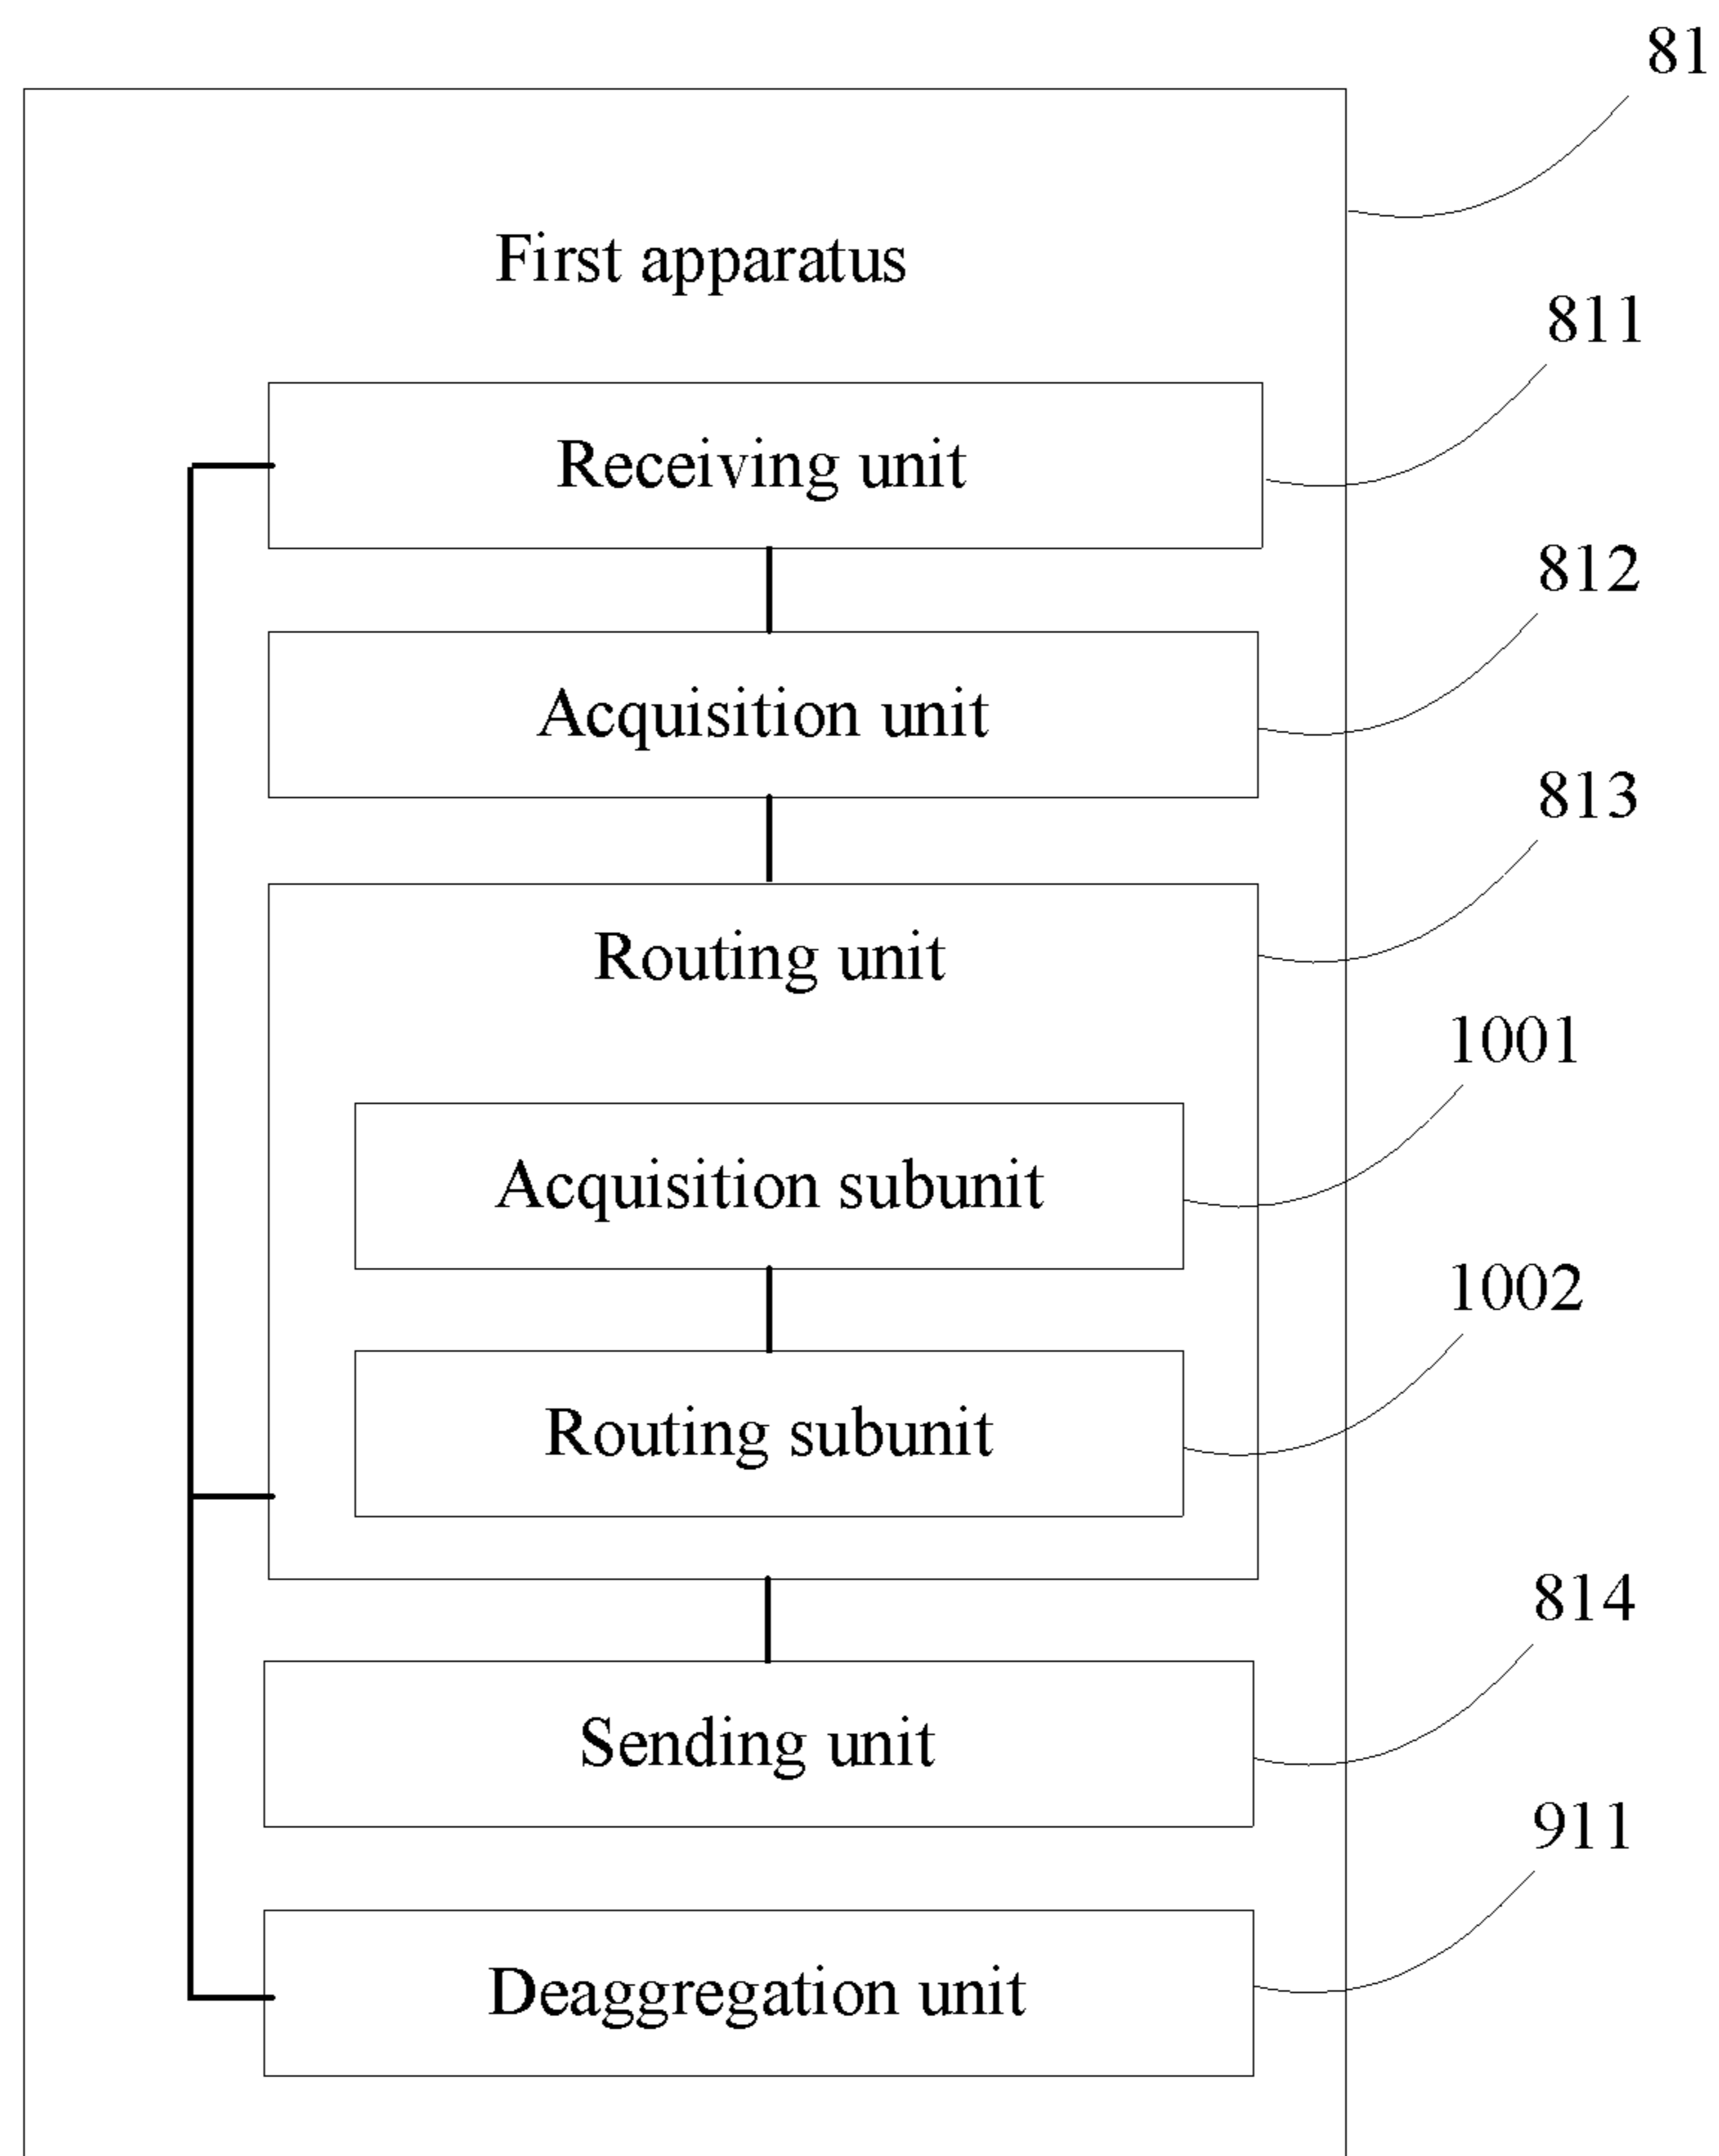 81
First apparatus
811
Receiving unit
812
Acquisition unit
813
Routing unit
1001
Acquisition subunit
1002
Routing subunit
814
Sending unit
911
Deaggregation unit